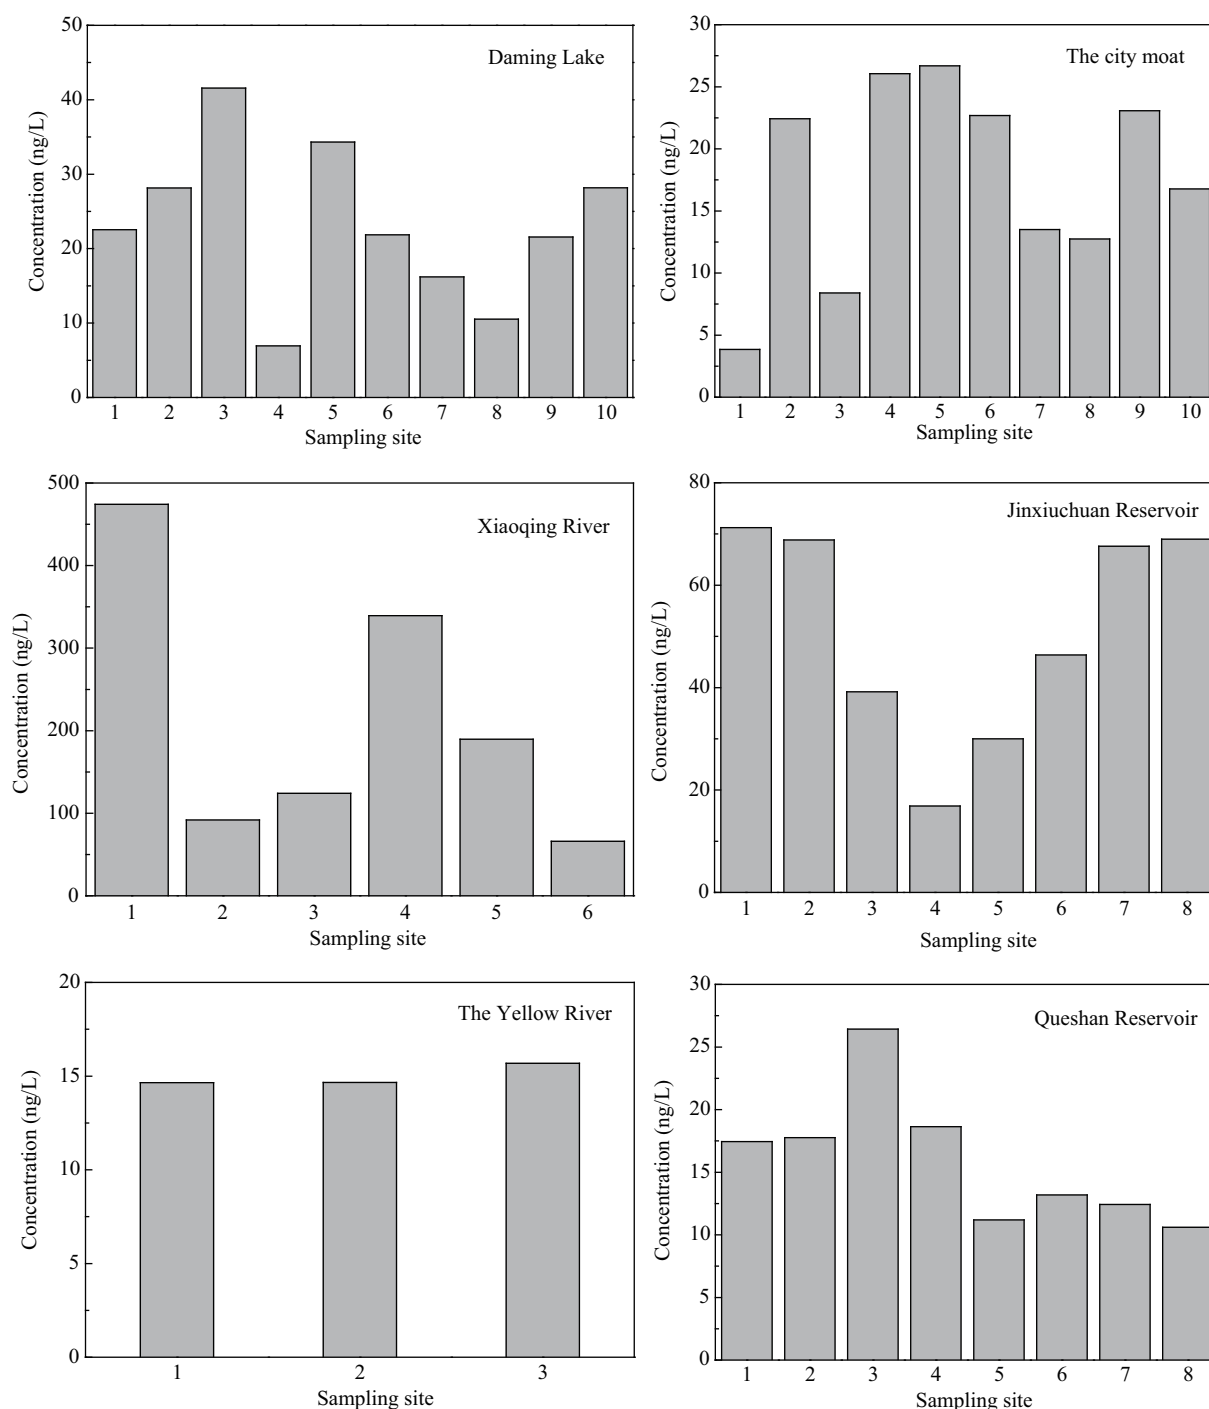 50
40
30
20
10
0
Concentration (ng/L)
Daming Lake
1 2 3 4 5 6 7 8 9 10
Sampling site
30
25
20
15
10
5
0
Concentration (ng/L)
The city moat
1 2 3 4 5 6 7 8 9 10
Sampling site
500
400
300
200
100
0
Concentration (ng/L)
Xiaoqing River
1 2 3 4 5 6
Sampling site
80
60
40
20
0
Concentration (ng/L)
Jinxiuchuan Reservoir
1 2 3 4 5 6 7 8
Sampling site
20
15
10
5
0
Concentration (ng/L)
The Yellow River
1 2 3
Sampling site
30
25
20
15
10
5
0
Concentration (ng/L)
Queshan Reservoir
1 2 3 4 5 6 7 8
Sampling site